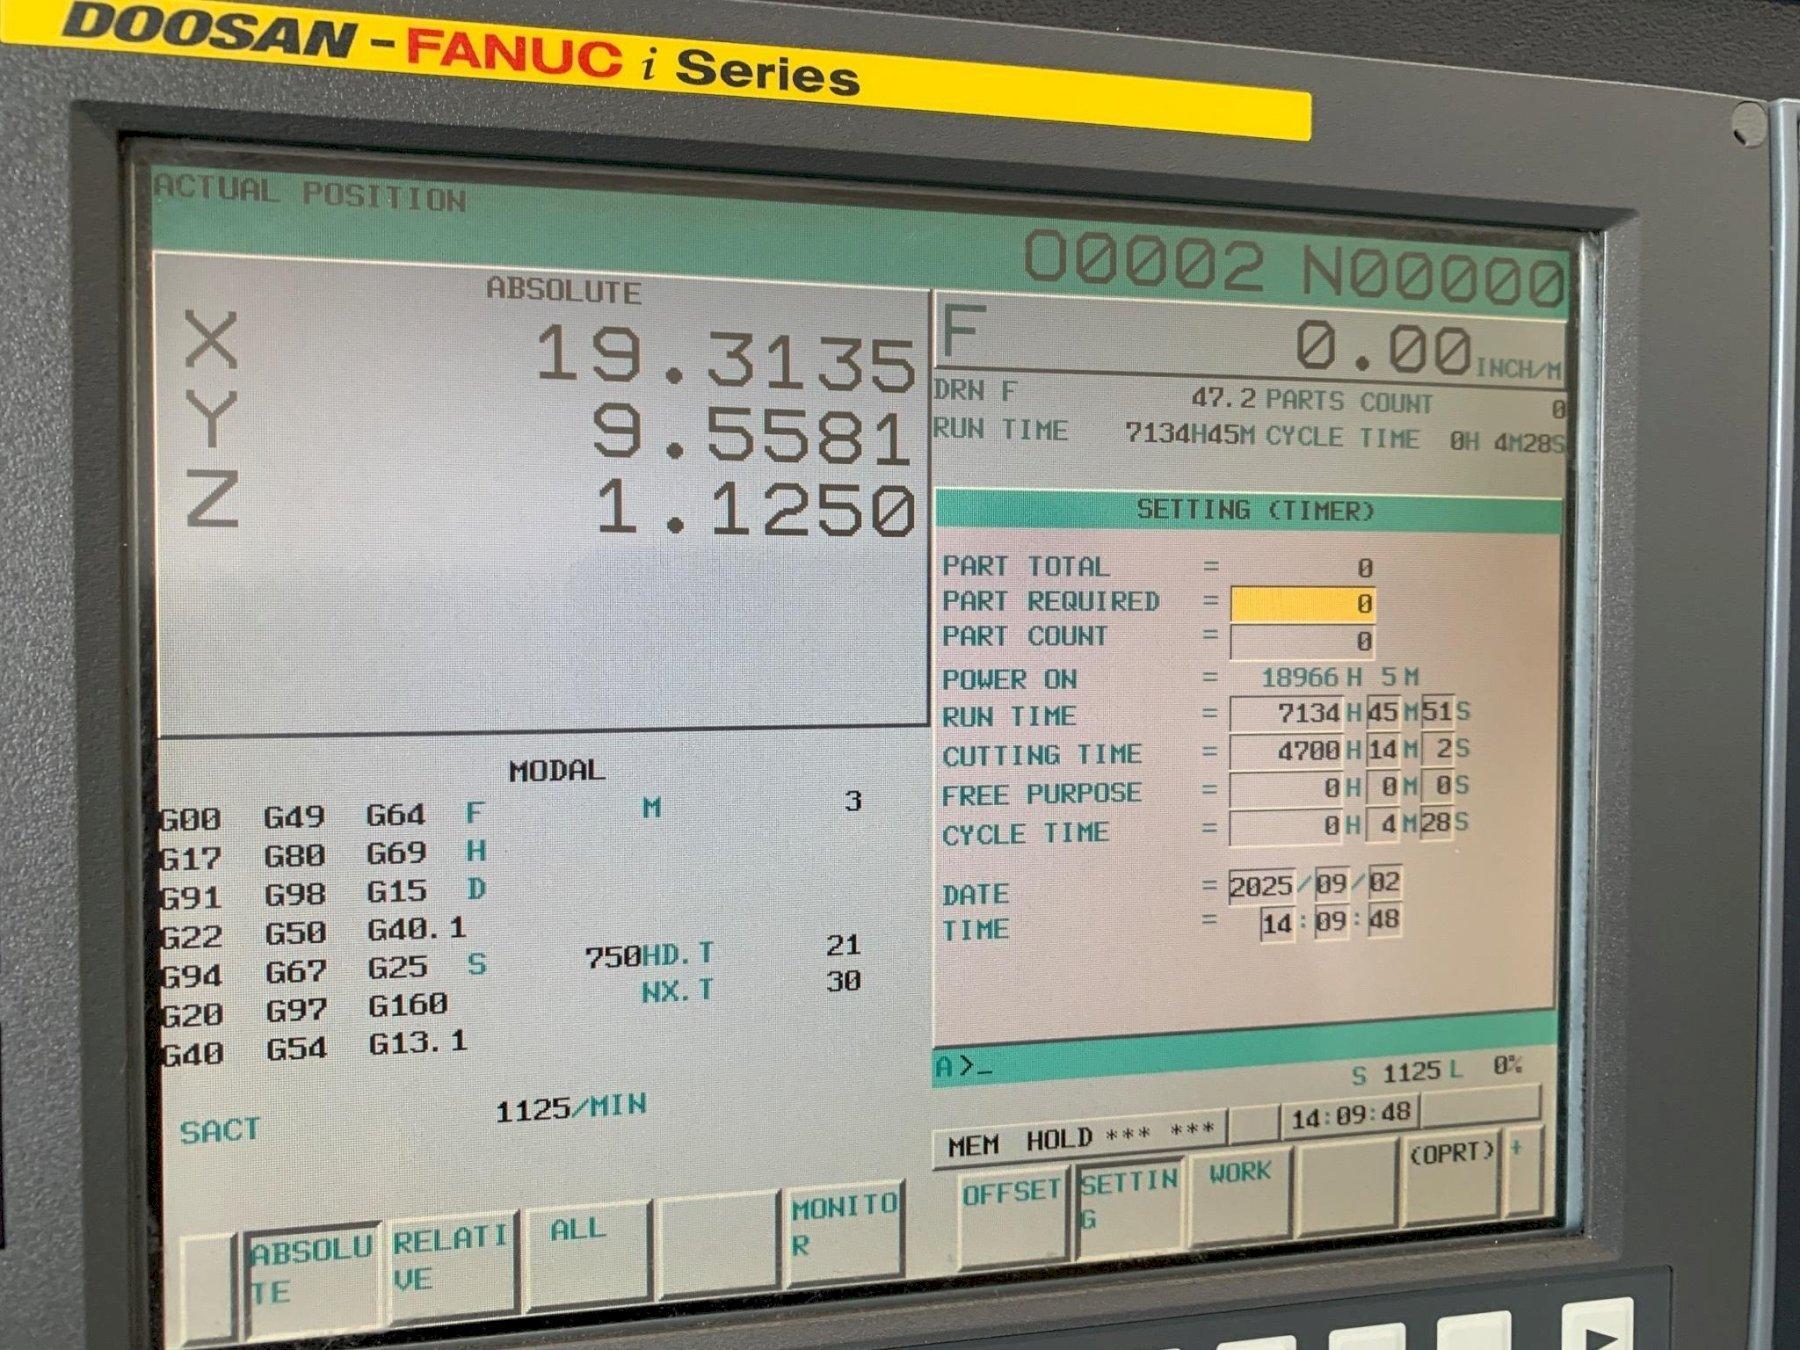 DOOSAN-FANUC i Series
ACTUAL POSITION
O0002 N00000
ABSOLUTE
X 19.3135
Y 9.5581
Z 1.1250
F 0.00 INCH/M
DRN F 47.2 PARTS COUNT 0
RUN TIME 7134H45M CYCLE TIME 0H 4M28S
SETTING (TIMER)
PART TOTAL = 0
PART REQUIRED = 0
PART COUNT = 0
POWER ON = 18966 H 5 M
RUN TIME = 7134 H 45 M 51 S
CUTTING TIME = 4700 H 14 M 2 S
FREE PURPOSE = 0 H 0 M 0 S
CYCLE TIME = 0 H 4 M 28 S
DATE = 2025/09/02
TIME = 14:09:48
MODAL
G00 G49 G64 F M 3
G17 G80 G69 H
G91 G98 G15 D
G22 G50 G40.1
G94 G67 G25 S 750 HD.T 21
G20 G97 G160 NX.T 30
G40 G54 G13.1
SACT 1125/MIN
A>_
S 1125 L 0%
MEM HOLD *** *** 14:09:48
ABSOLUTE RELATIVE ALL MONITOR
OFFSET SETTING WORK (OPRT) +